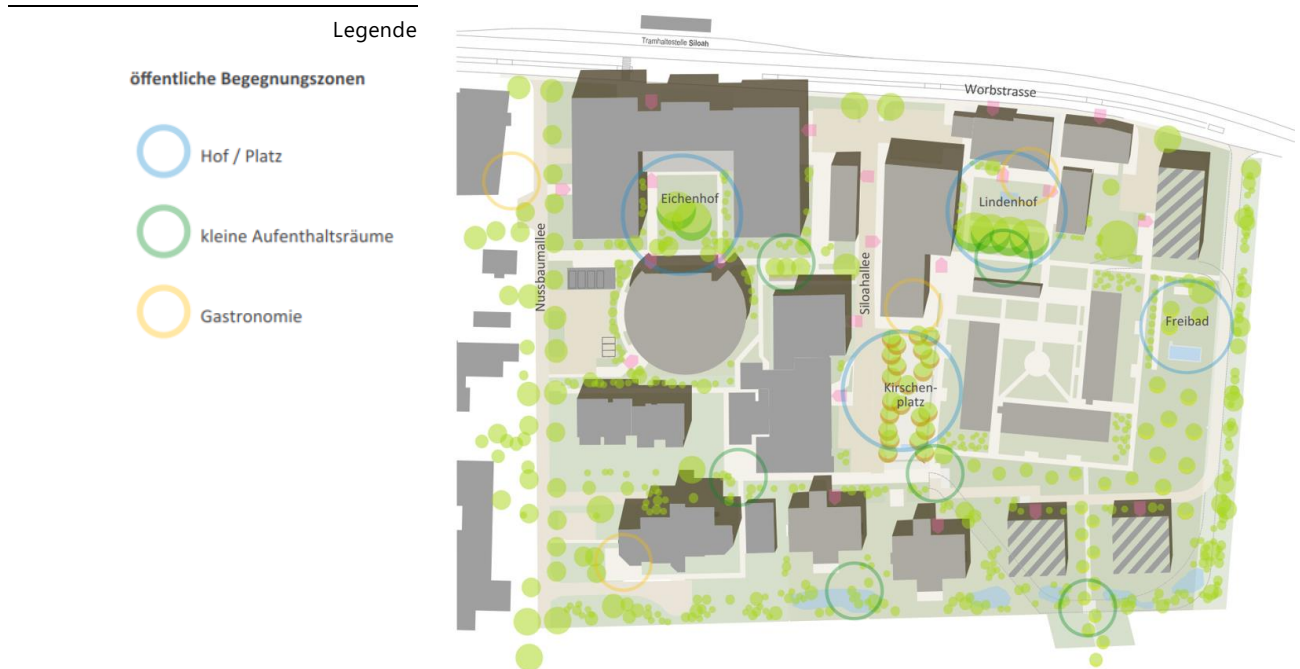 Legende
öffentliche Begegnungszonen
Hof / Platz
kleine Aufenthaltsräume
Gastronomie
Tramhaltestelle Siloah
Worbstrasse
Eichenhof
Lindenhof
Nussbaumallee
Siloahallee
Freibad
Kirschen-
platz